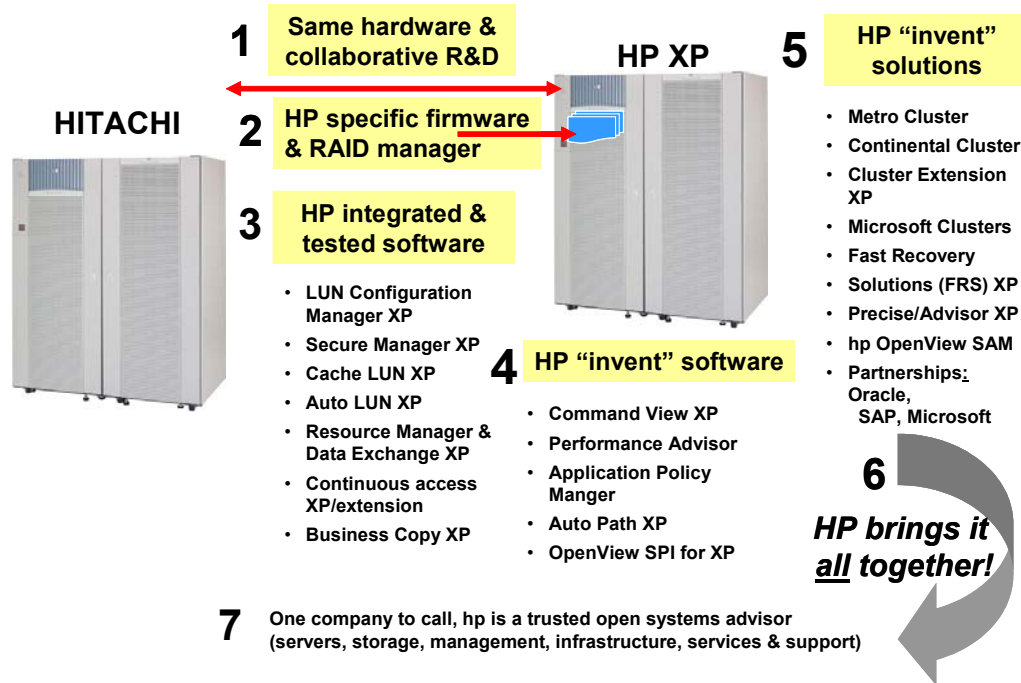 HITACHI
1
Same hardware &
collaborative R&D
HP XP
2
HP specific firmware
& RAID manager
3
HP integrated &
tested software
• LUN Configuration
Manager XP
• Secure Manager XP
• Cache LUN XP
• Auto LUN XP
• Resource Manager &
Data Exchange XP
• Continuous access
XP/extension
• Business Copy XP
4
HP “invent” software
• Command View XP
• Performance Advisor
• Application Policy
Manger
• Auto Path XP
• OpenView SPI for XP
5
HP “invent”
solutions
• Metro Cluster
• Continental Cluster
• Cluster Extension
XP
• Microsoft Clusters
• Fast Recovery
• Solutions (FRS) XP
• Precise/Advisor XP
• hp OpenView SAM
• Partnerships:
Oracle,
SAP, Microsoft
6
HP brings it
all together!
7
One company to call, hp is a trusted open systems advisor
(servers, storage, management, infrastructure, services & support)